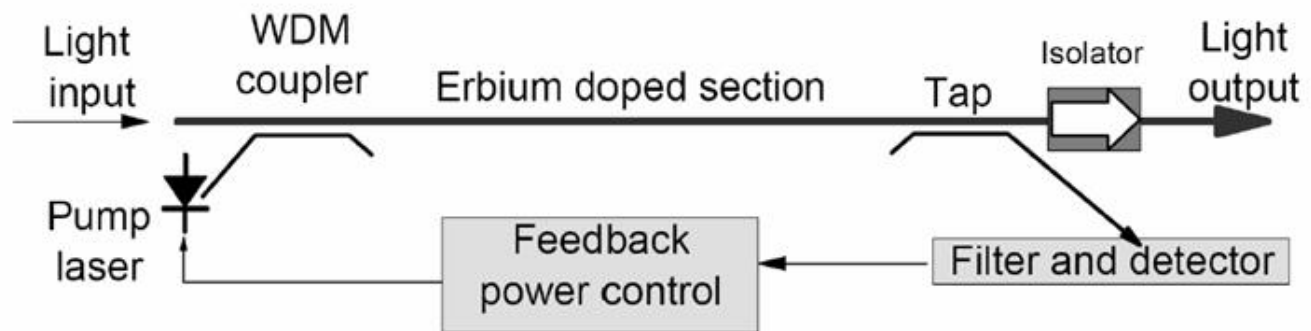 Light
input
WDM
coupler
Erbium doped section
Tap
Isolator
Light
output
Pump
laser
Feedback
power control
Filter and detector